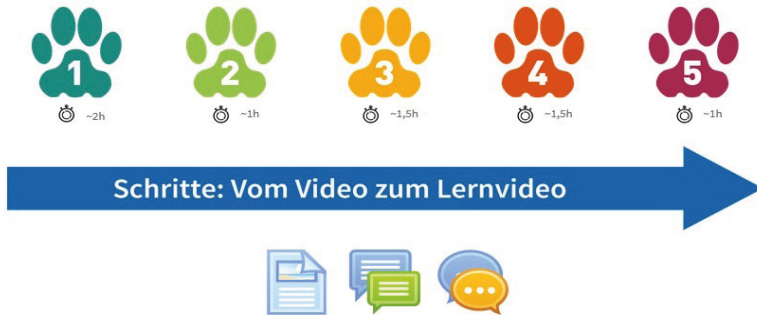 1 2 3 4 5
~2h ~1h ~1,5h ~1,5h ~1h
Schritte: Vom Video zum Lernvideo